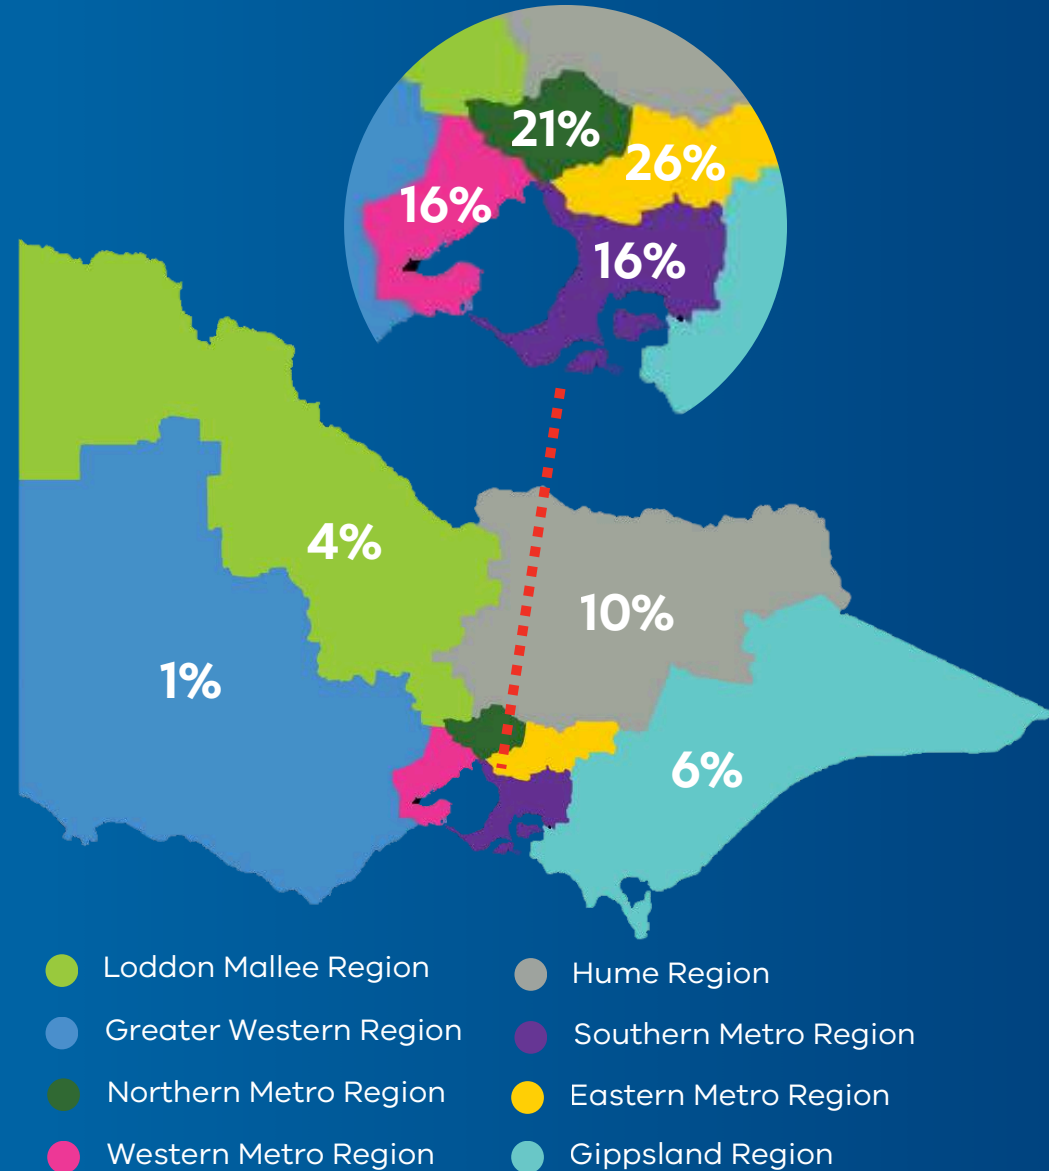 21%
26%
16%
16%
4%
10%
1%
6%
Loddon Mallee Region
Greater Western Region
Northern Metro Region
Western Metro Region
Hume Region
Southern Metro Region
Eastern Metro Region
Gippsland Region